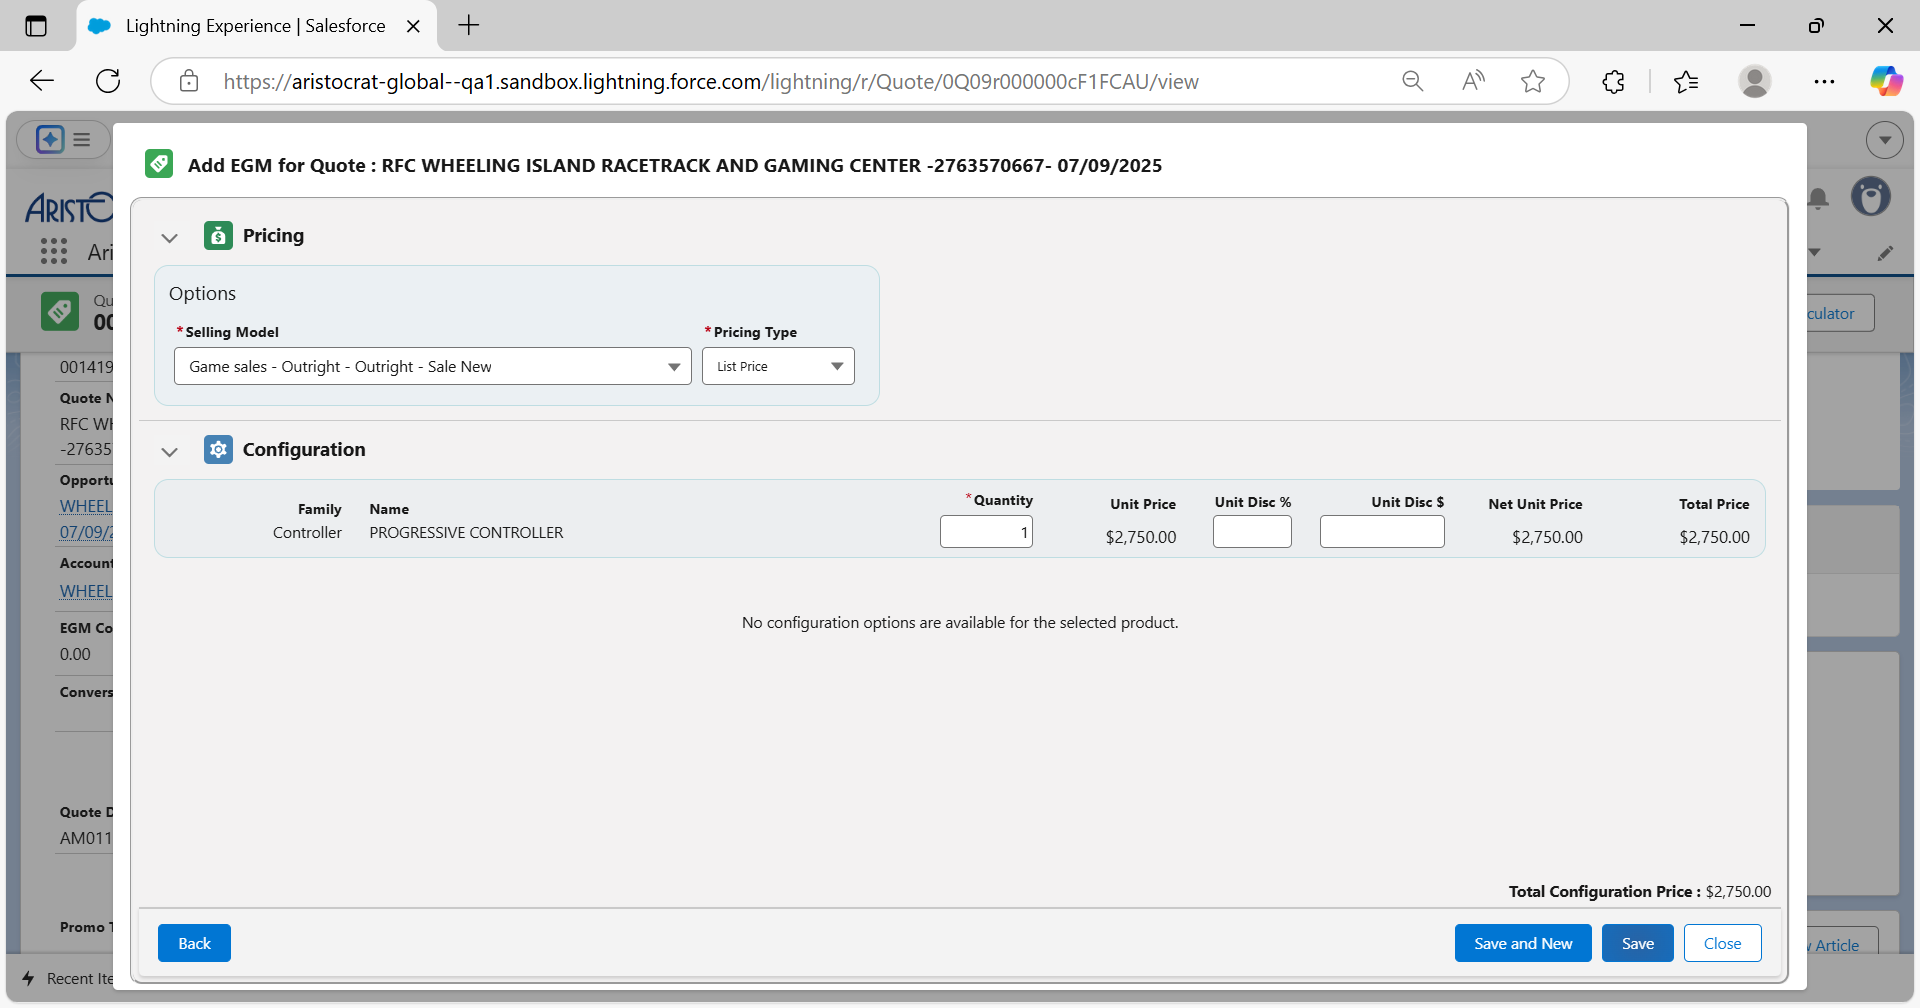 Lightning Experience | Salesforce
https://aristocrat-global--qa1.sandbox.lightning.force.com/lightning/r/Quote/0Q09r000000cF1FCAU/view
Add EGM for Quote : RFC WHEELING ISLAND RACETRACK AND GAMING CENTER -2763570667- 07/09/2025
Pricing
Options
*Selling Model
*Pricing Type
Game sales - Outright - Outright - Sale New
List Price
Configuration
Family
Name
*Quantity
Unit Price
Unit Disc %
Unit Disc $
Net Unit Price
Total Price
Controller
PROGRESSIVE CONTROLLER
1
$2,750.00
$2,750.00
$2,750.00
No configuration options are available for the selected product.
Total Configuration Price : $2,750.00
Back
Save and New
Save
Close
ARISTO
Ari
Qu
00
001419
Quote N
RFC WH
-27635
Opportu
WHEEL
07/09/2
Account
WHEEL
EGM Co
0.00
Convers
Quote D
AM011
Promo T
Recent Ite
culator
Article